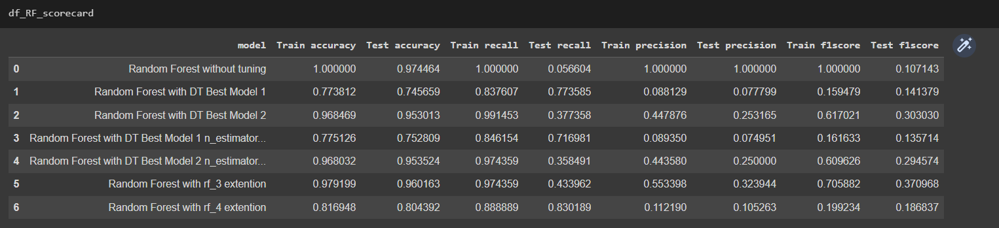 df_RF_scorecard
model Train accuracy Test accuracy Train recall Test recall Train precision Test precision Train f1score Test f1score
0 Random Forest without tuning 1.000000 0.974464 1.000000 0.056604 1.000000 1.000000 1.000000 0.107143
1 Random Forest with DT Best Model 1 0.773812 0.745659 0.837607 0.773585 0.088129 0.077799 0.159479 0.141379
2 Random Forest with DT Best Model 2 0.968469 0.953013 0.991453 0.377358 0.447876 0.253165 0.617021 0.303030
3 Random Forest with DT Best Model 1 n_estimator... 0.775126 0.752809 0.846154 0.716981 0.089350 0.074951 0.161633 0.135714
4 Random Forest with DT Best Model 2 n_estimator... 0.968032 0.953524 0.974359 0.358491 0.443580 0.250000 0.609626 0.294574
5 Random Forest with rf_3 extention 0.979199 0.960163 0.974359 0.433962 0.553398 0.323944 0.705882 0.370968
6 Random Forest with rf_4 extention 0.816948 0.804392 0.888889 0.830189 0.112190 0.105263 0.199234 0.186837